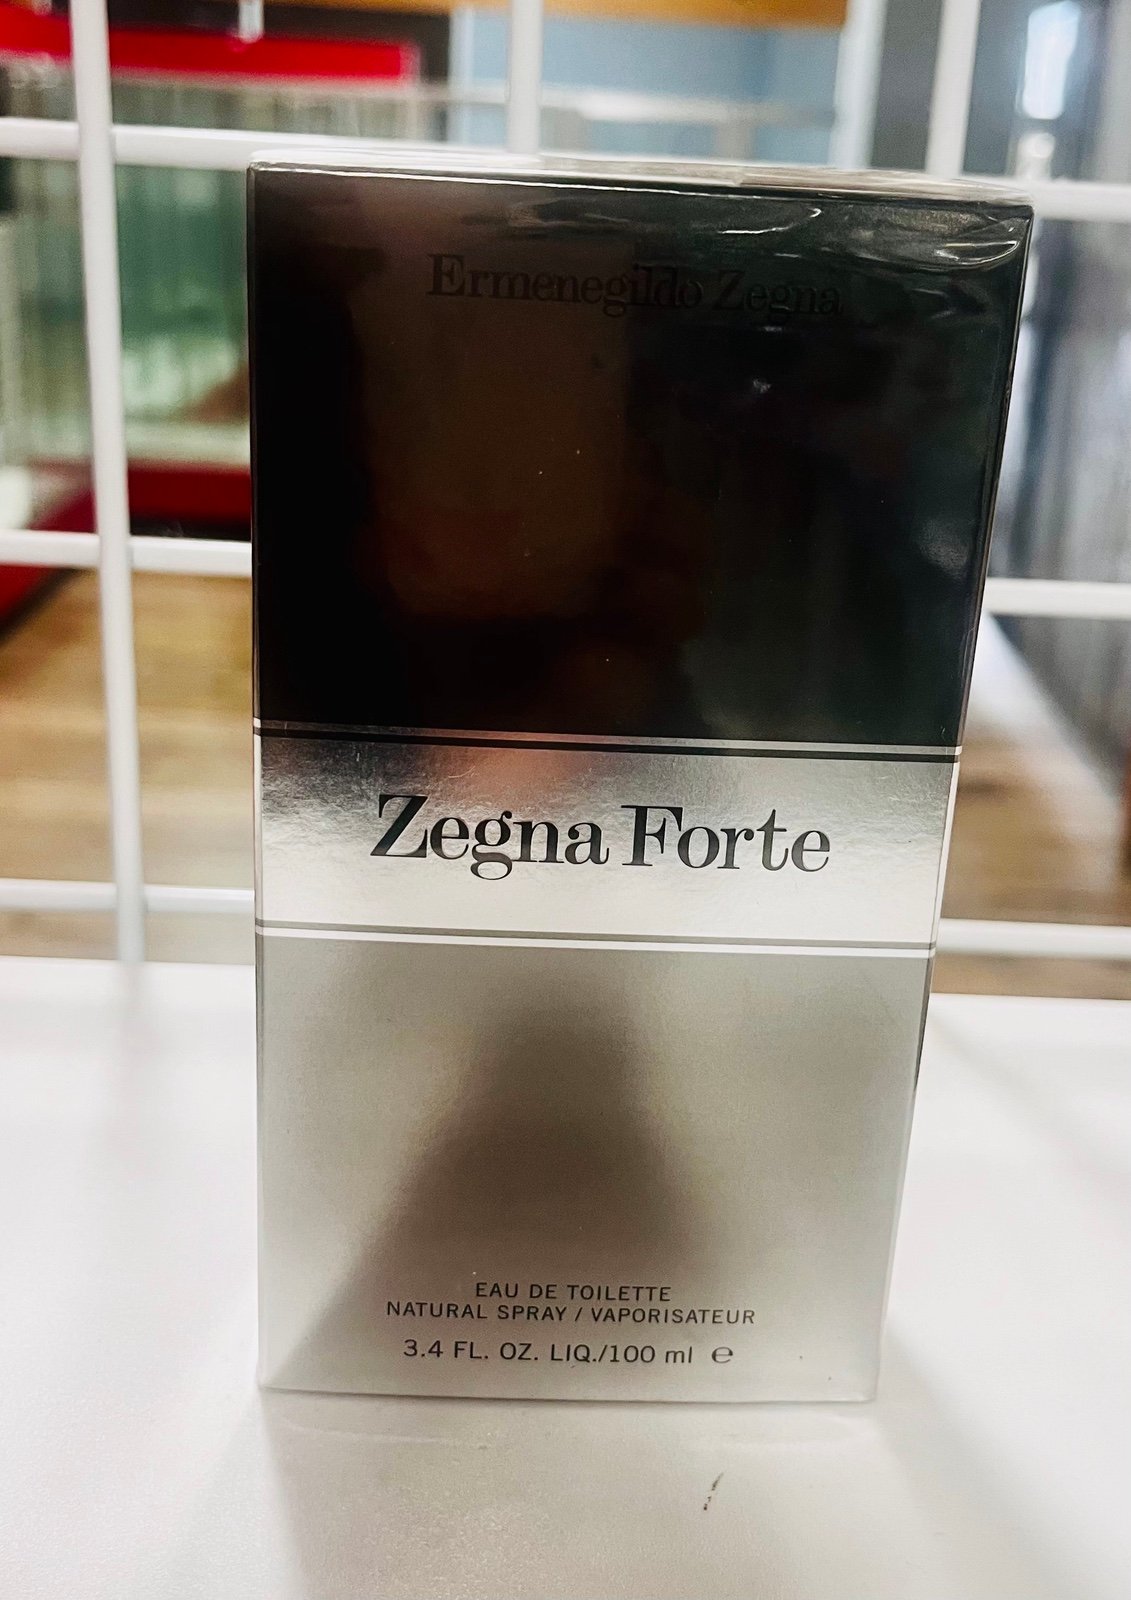 Ermenegildo Zegna
Zegna Forte
EAU DE TOILETTE
NATURAL SPRAY / VAPORISATEUR
3.4 FL. OZ. LIQ./100 ml ℮